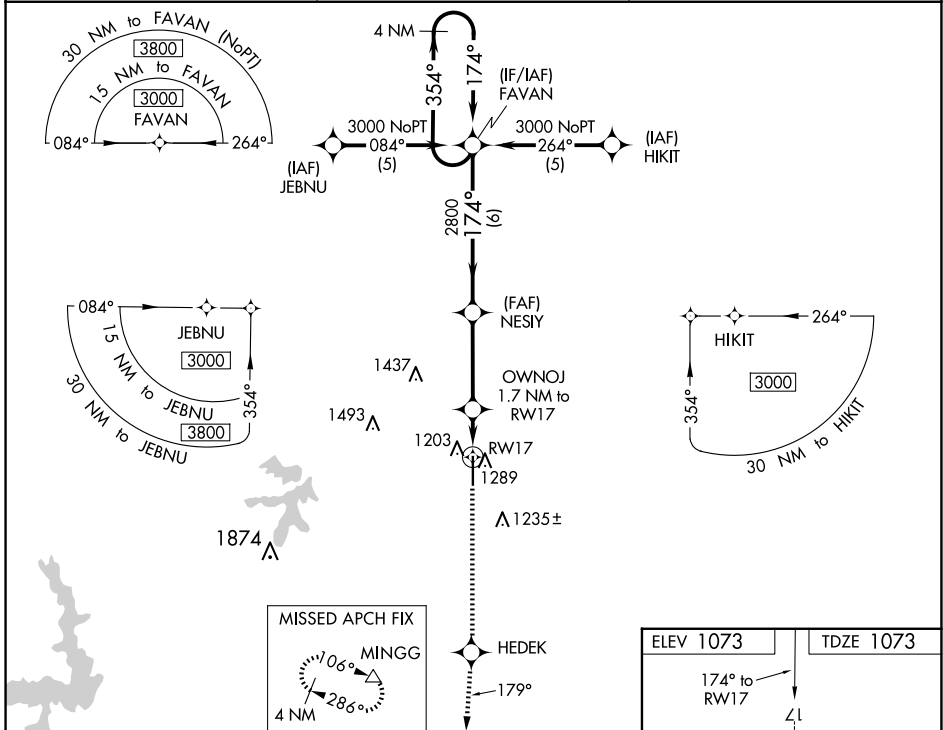 30 NM to FAVAN (NoPT)
3800
15 NM to FAVAN
3000
FAVAN
084°
264°
4 NM
354°
174°
(IF/IAF)
FAVAN
3000 NoPT
084°
(5)
(IAF)
JEBNU
3000 NoPT
264°
(5)
(IAF)
HIKIT
2800
174°
(6)
084°
JEBNU
3000
15 NM to JEBNU
3800
30 NM to JEBNU
354°
(FAF)
NESIY
HIKIT
264°
3000
354°
30 NM to HIKIT
1437
OWNOJ
1.7 NM to
RW17
1493
1203
RW17
1289
1235±
1874
MISSED APCH FIX
MINGG
106°
286°
4 NM
HEDEK
179°
ELEV 1073
TDZE 1073
174° to
RW17
17